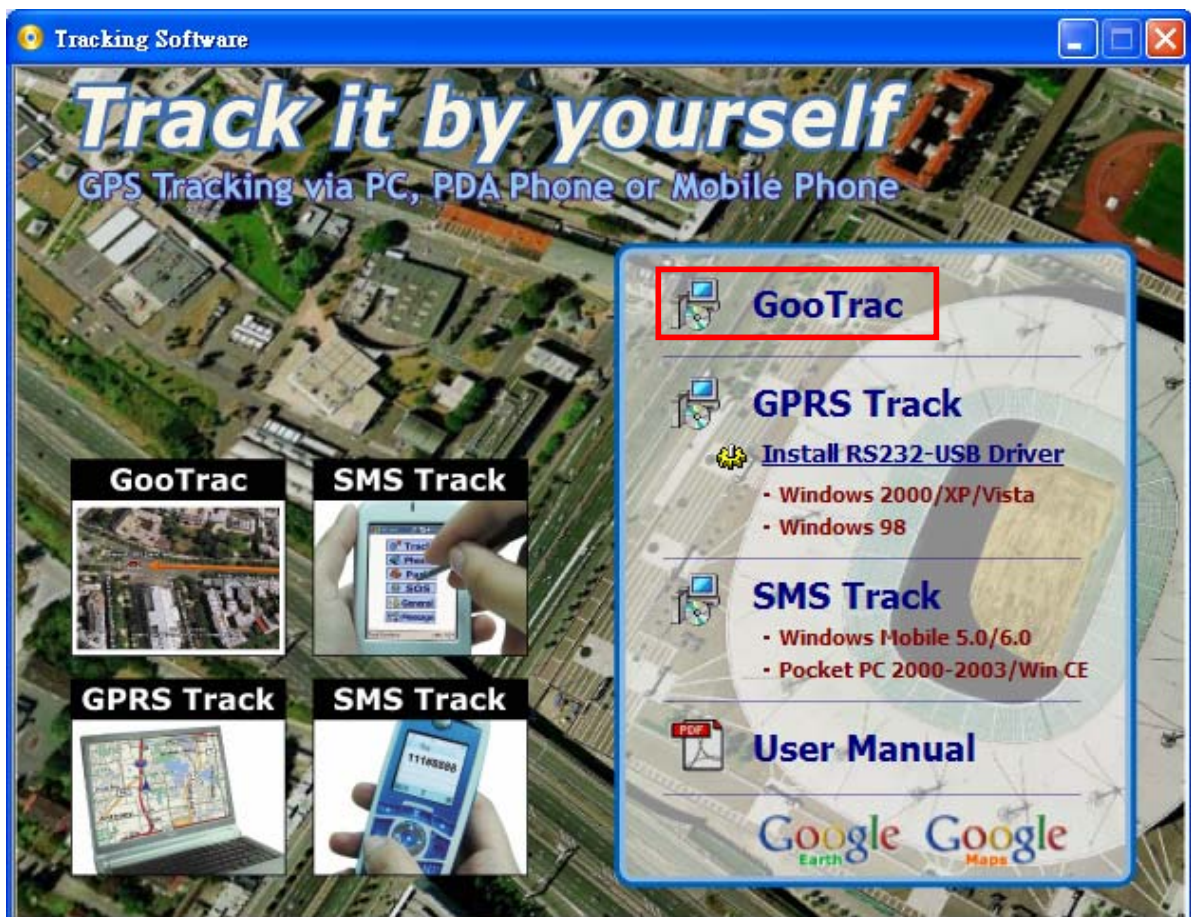 Tracking Software
Track it by yourself
GPS Tracking via PC, PDA Phone or Mobile Phone
GooTrac
GPRS Track
Install RS232-USB Driver
- Windows 2000/XP/Vista
- Windows 98
SMS Track
- Windows Mobile 5.0/6.0
- Pocket PC 2000-2003/Win CE
PDF
User Manual
Google Earth
Google Maps
GooTrac
SMS Track
Track
SOS
General
Message
GPRS Track
SMS Track